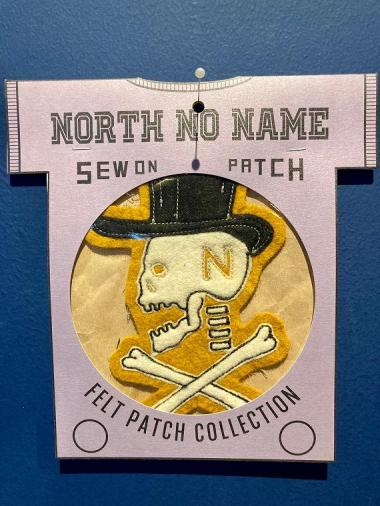 NORTH NO NAME
SEW ON PATCH
N
FELT PATCH COLLECTION